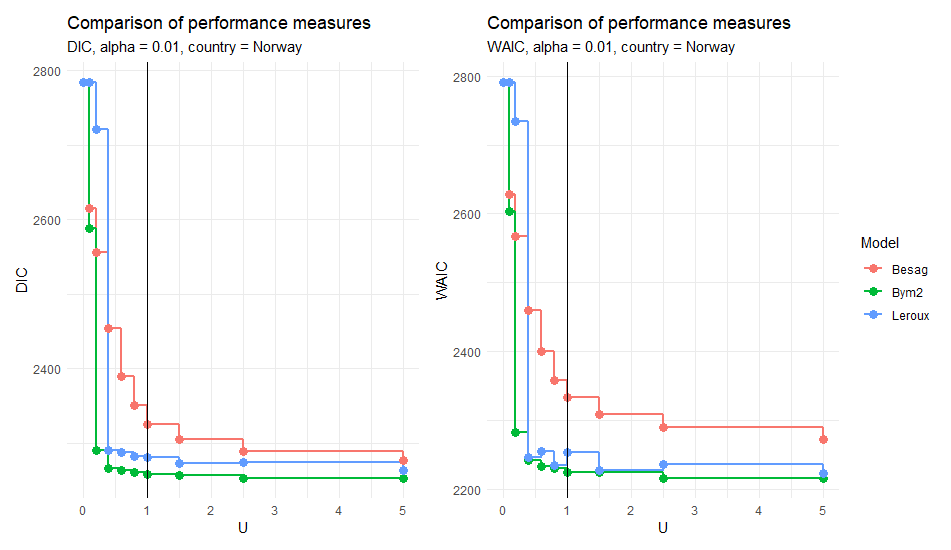 Comparison of performance measures
DIC, alpha = 0.01, country = Norway
2800
2600
2400
DIC
0
1
2
3
4
5
U
Comparison of performance measures
WAIC, alpha = 0.01, country = Norway
2800
2600
2400
2200
WAIC
0
1
2
3
4
5
U
Model
Besag
Bym2
Leroux